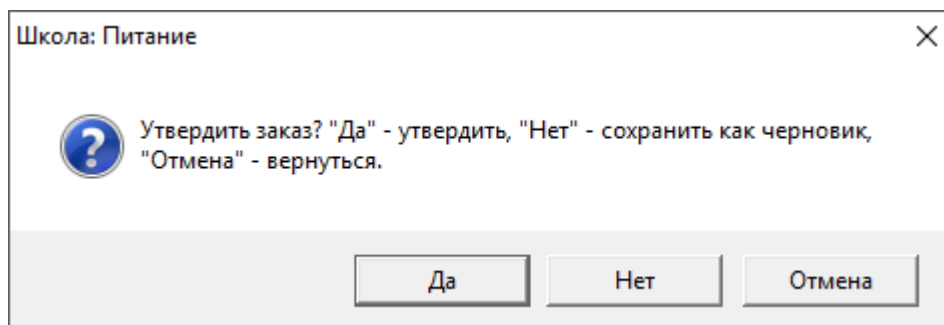 Школа: Питание
Утвердить заказ? "Да" - утвердить, "Нет" - сохранить как черновик,
"Отмена" - вернуться.
Да
Нет
Отмена